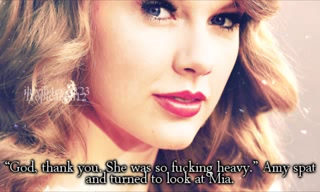 “God, thank you. She was so fucking heavy.” Amy spat
and turned to look at Mia.